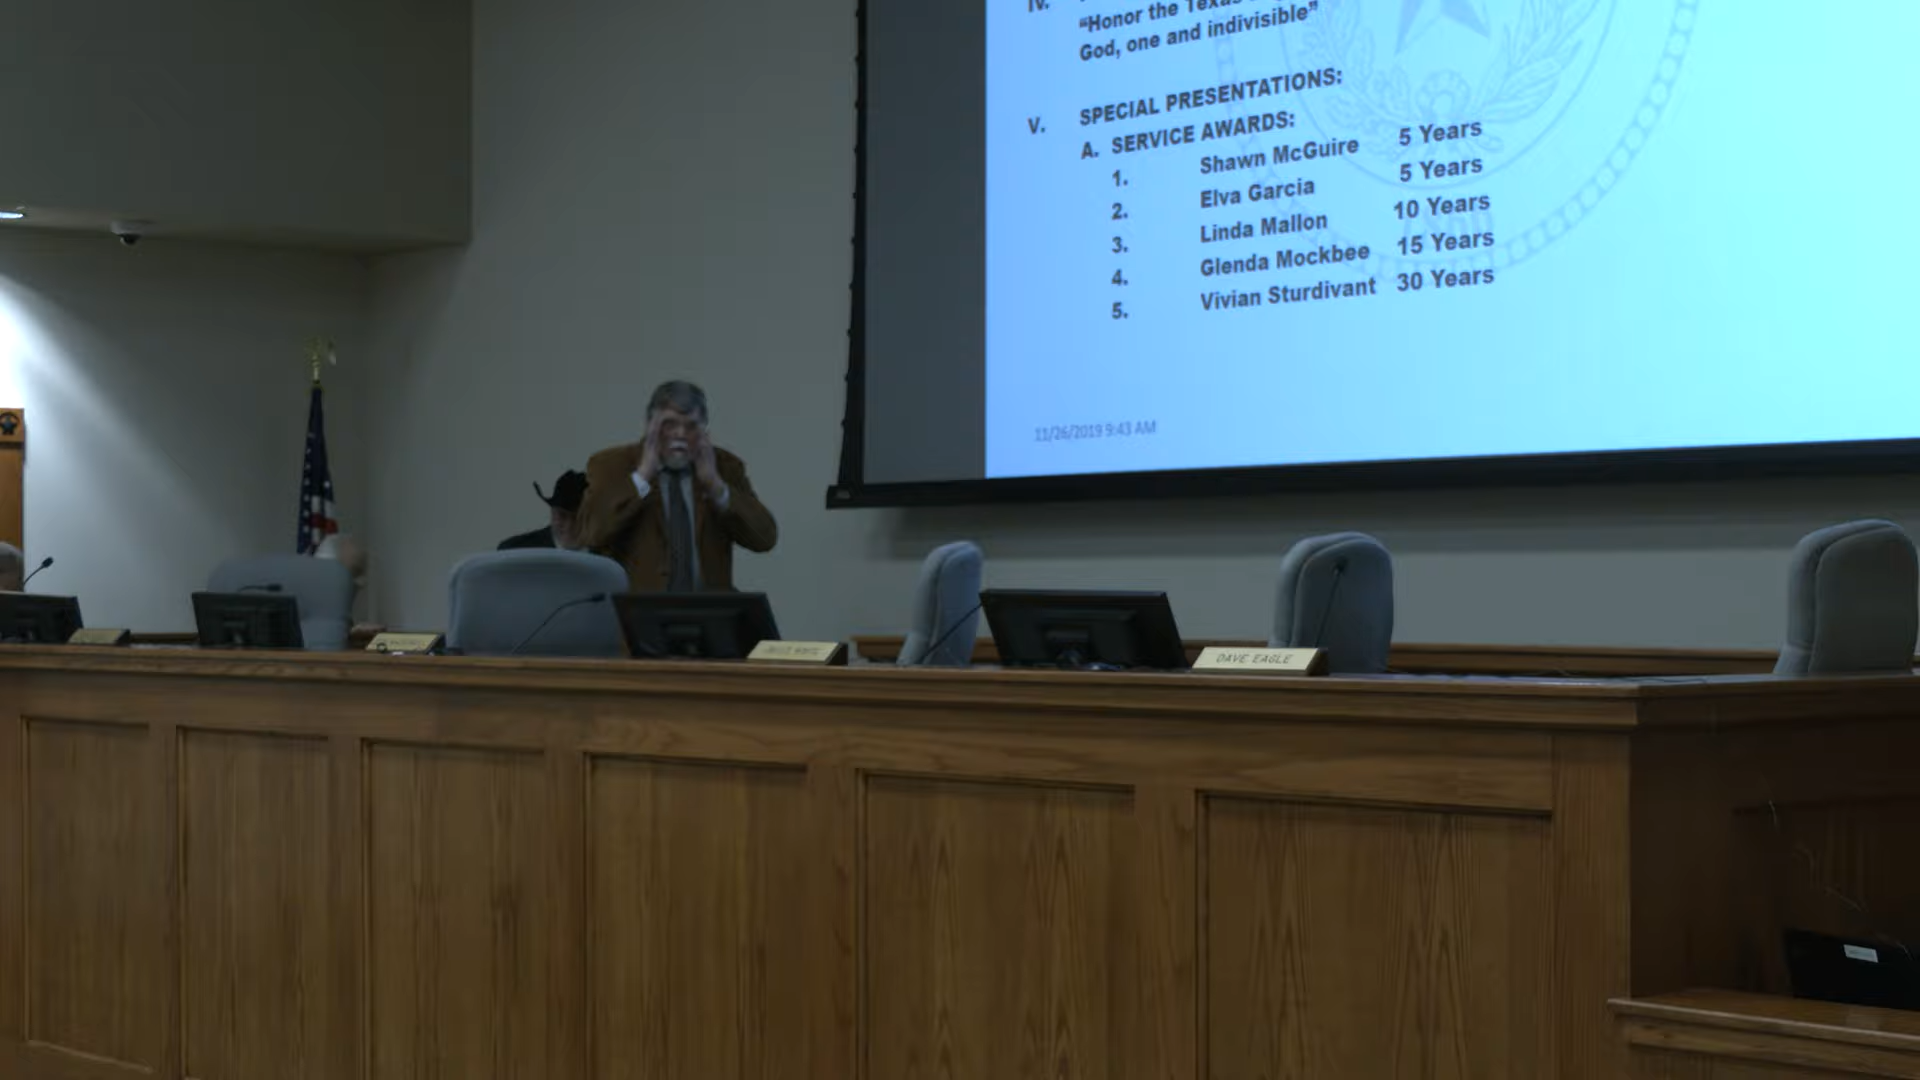 IV.
“Honor the Texas
God, one and indivisible”
V. SPECIAL PRESENTATIONS:
A. SERVICE AWARDS:
1. Shawn McGuire 5 Years
2. Elva Garcia 5 Years
3. Linda Mallon 10 Years
4. Glenda Mockbee 15 Years
5. Vivian Sturdivant 30 Years
11/26/2019 9:43 AM
DAVE EAGLE